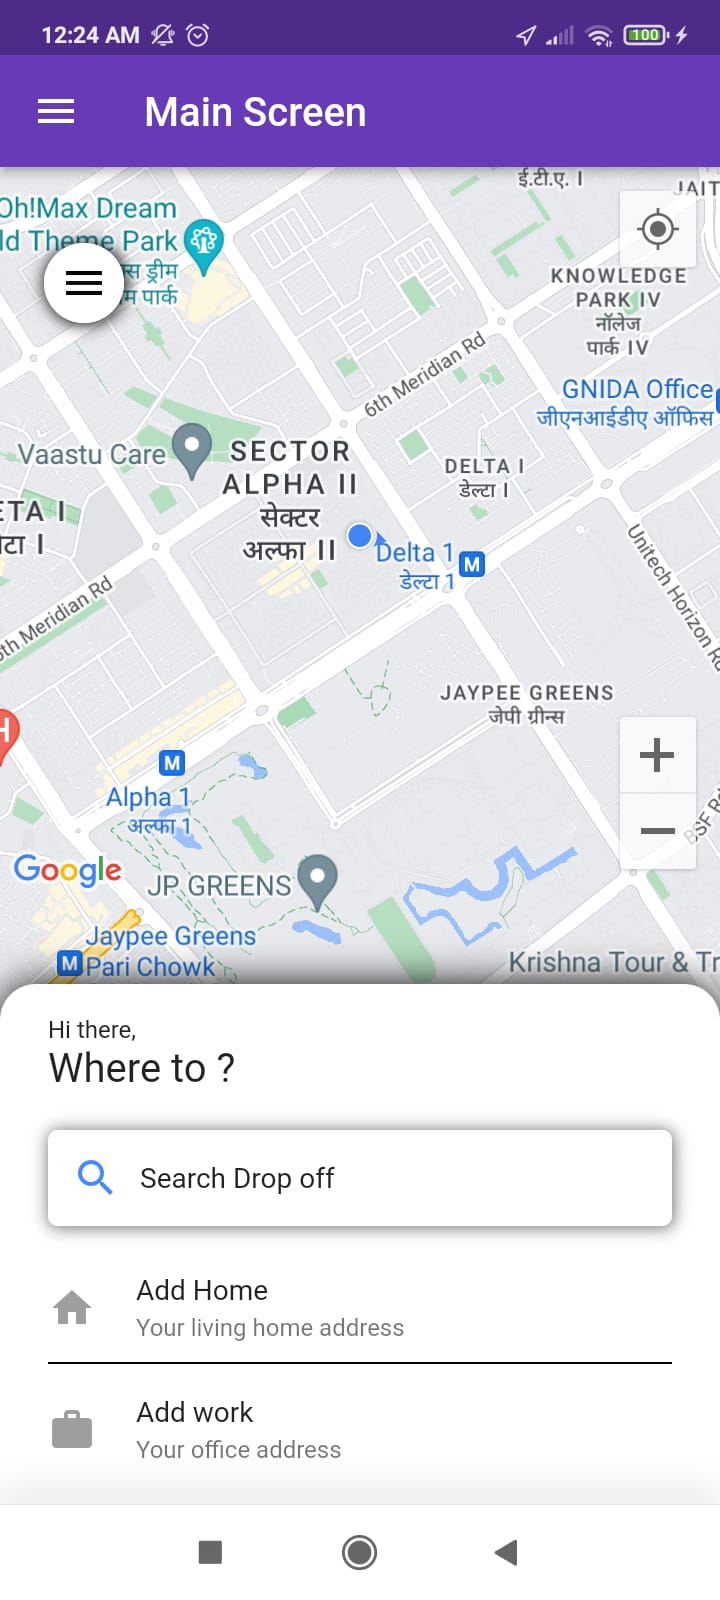 12:24 AM
100
Main Screen
ई.टी.ए. I
JAIT
Oh!Max Dream
ld Theme Park
स ड्रीम
म पार्क
KNOWLEDGE
PARK IV
नॉलेज
पार्क IV
6th Meridian Rd
GNIDA Office
जीएनआईडीए ऑफिस
Vaastu Care
SECTOR
ALPHA II
सेक्टर
अल्फा II
DELTA I
डेल्टा I
ETA I
टा I
Delta 1
M
डेल्टा 1
Unitech Horizon Rd
6th Meridian Rd
JAYPEE GREENS
जेपी ग्रीन्स
H
M
Alpha 1
अल्फा 1
BSF Rd
Google
JP GREENS
Jaypee Greens
M Pari Chowk
Krishna Tour & Tr
Hi there,
Where to ?
Search Drop off
Add Home
Your living home address
Add work
Your office address